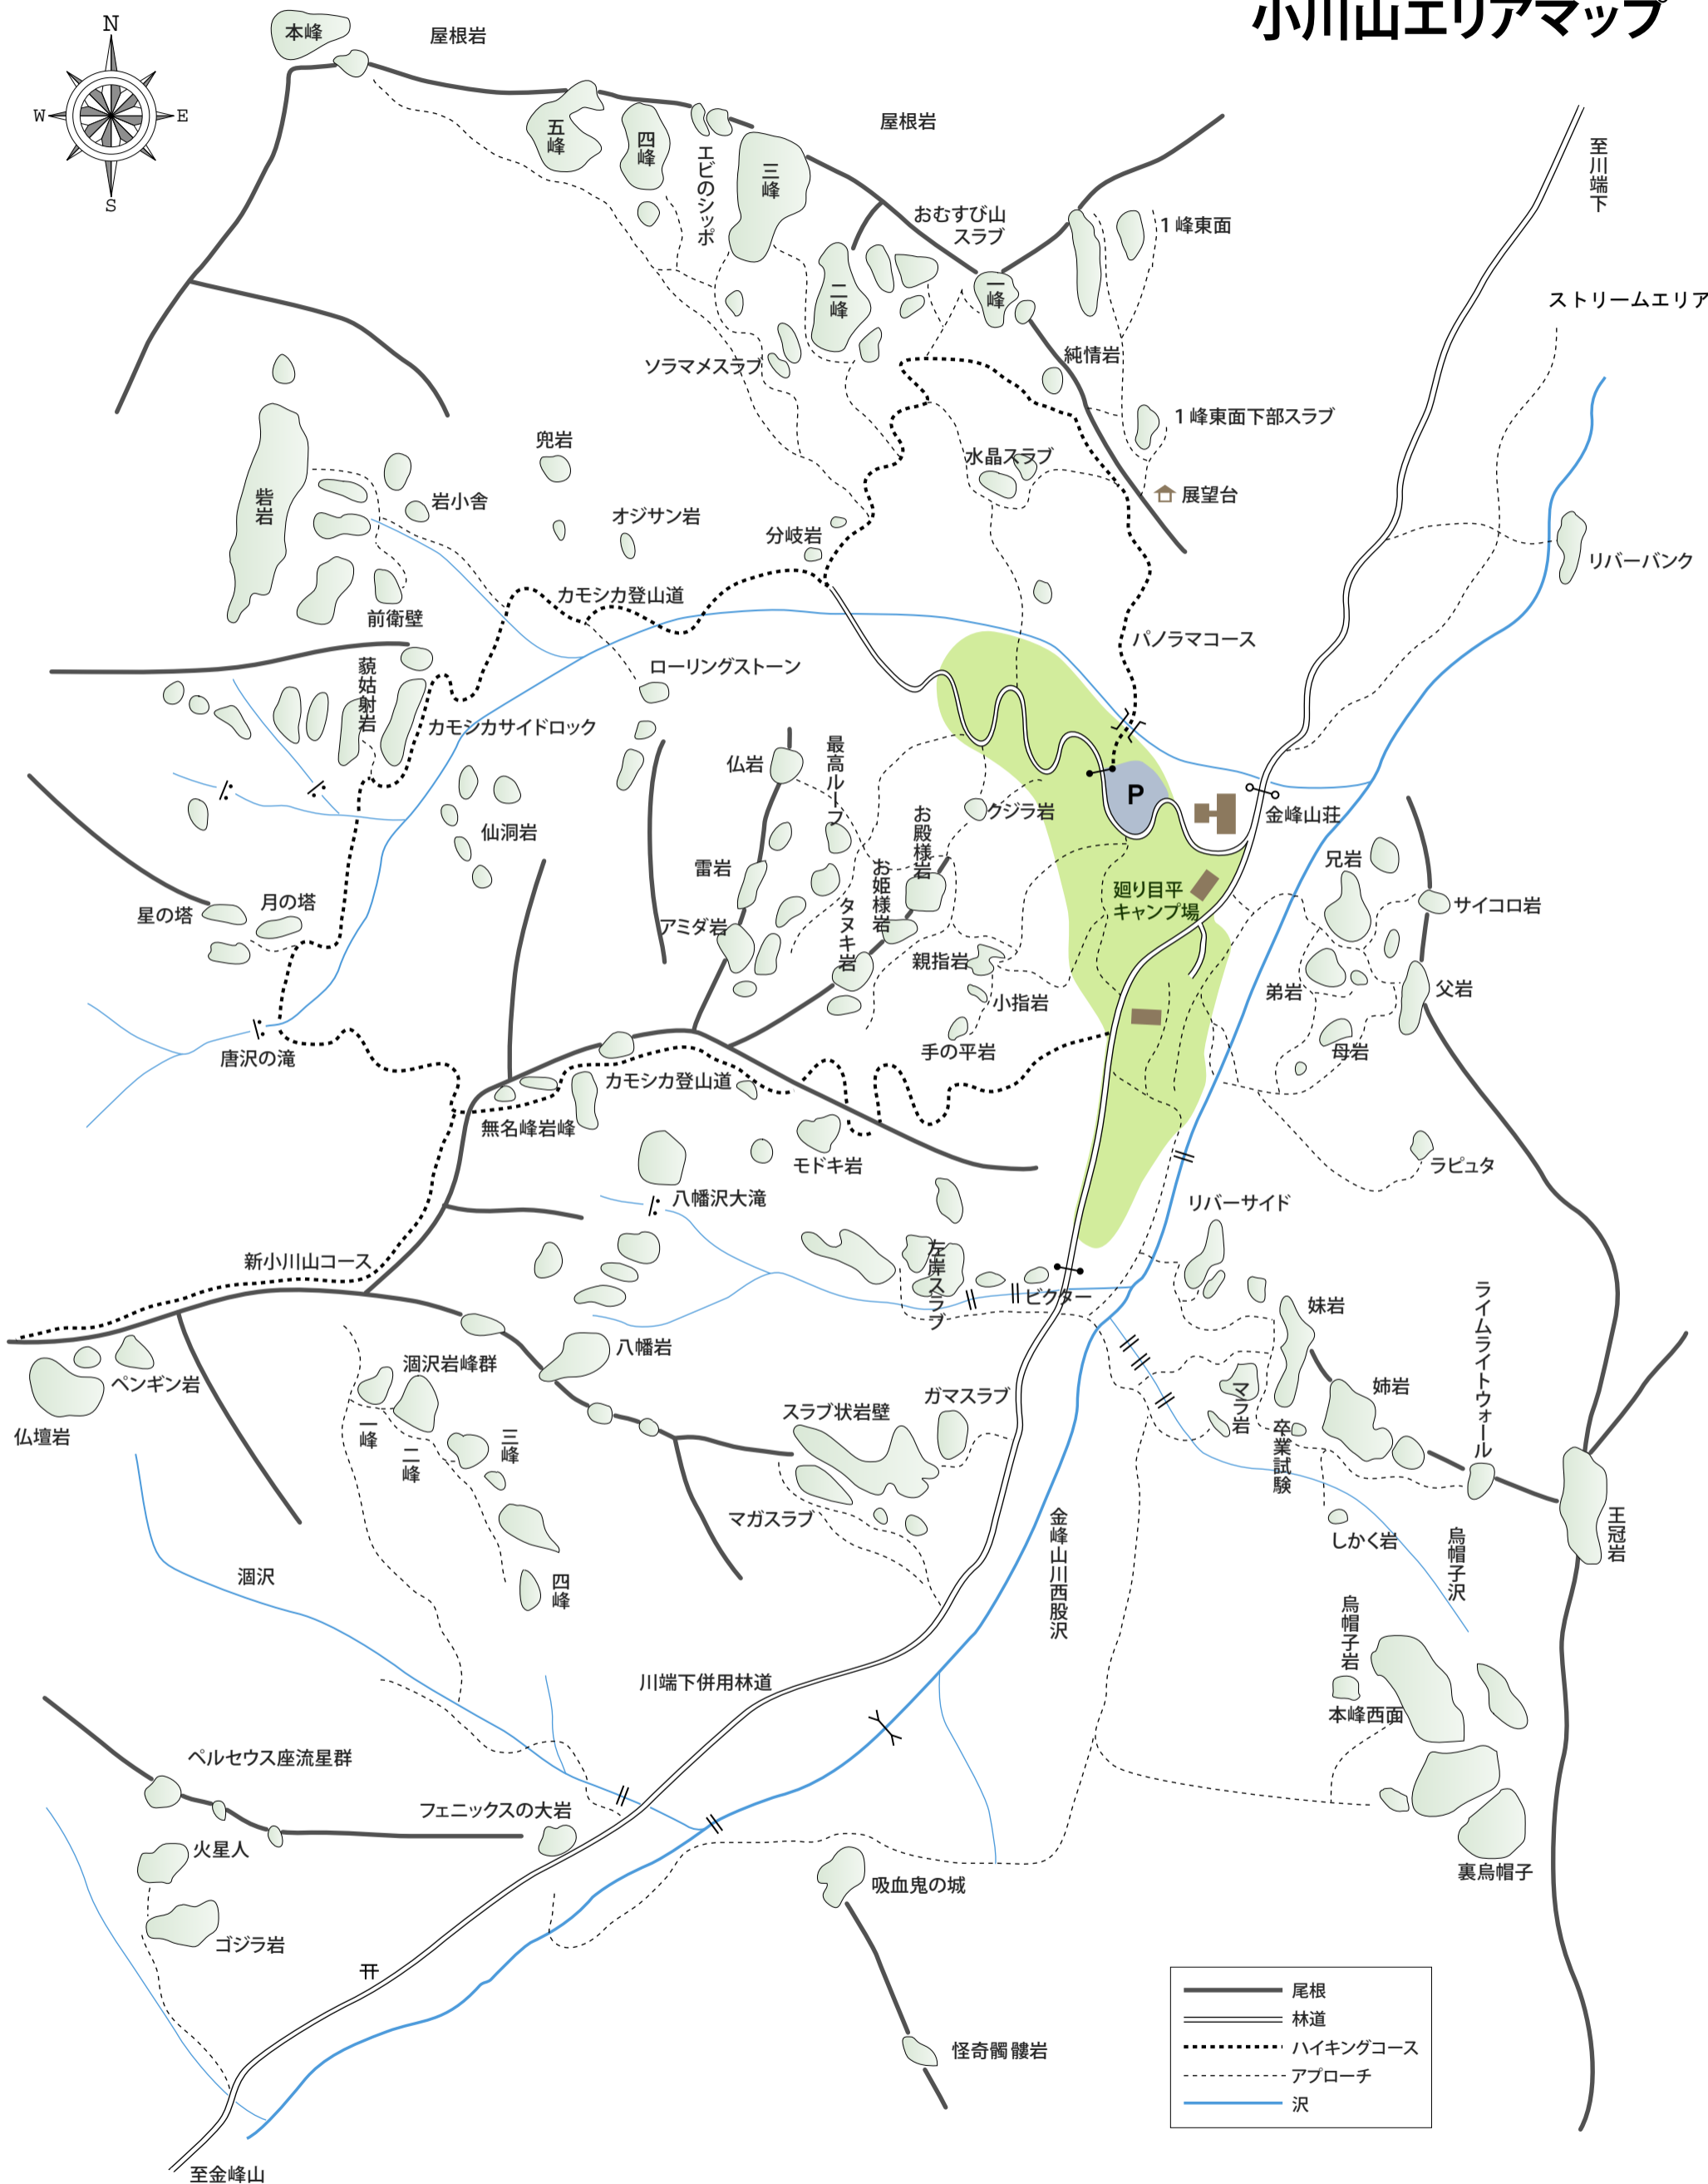 小川山エリアマップ
N
W
E
S
本峰
屋根岩
五峰
四峰
エビのシッポ
三峰
屋根岩
おむすび山
スラブ
二峰
一峰
1峰東面
至川端下
ストリームエリア
純情岩
ソラマメスラブ
1峰東面下部スラブ
水晶スラブ
展望台
兜岩
砦岩
岩小舎
オジサン岩
分岐岩
リバーバンク
カモシカ登山道
前衛壁
パノラマコース
ローリングストーン
藐姑射岩
カモシカサイドロック
仏岩
最高ルーフ
P
クジラ岩
金峰山荘
仙洞岩
お殿様岩
兄岩
雷岩
お姫様岩
廻り目平
キャンプ場
サイコロ岩
星の塔
月の塔
アミダ岩
タヌキ岩
親指岩
弟岩
父岩
小指岩
唐沢の滝
手の平岩
母岩
カモシカ登山道
無名峰岩峰
モドキ岩
ラピュタ
八幡沢大滝
リバーサイド
新小川山コース
左岸スラブ
ビクター
妹岩
ライムライトウォール
八幡岩
涸沢岩峰群
ペンギン岩
ガマスラブ
姉岩
マラ岩
スラブ状岩壁
仏壇岩
一峰
二峰
三峰
卒業試験
マガスラブ
金峰山川西股沢
しかく岩
王冠岩
烏帽子沢
涸沢
四峰
烏帽子岩
川端下併用林道
本峰西面
ペルセウス座流星群
フェニックスの大岩
火星人
裏烏帽子
吸血鬼の城
ゴジラ岩
怪奇髑髏岩
尾根
林道
ハイキングコース
アプローチ
沢
至金峰山